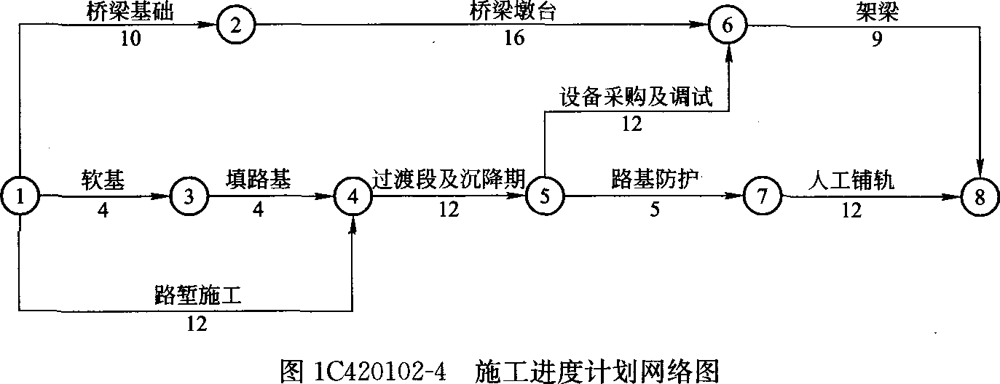 桥梁基础 ② 桥梁墩台 ⑥ 架梁
10 16 9
设备采购及调试
12
① 软基 ③ 填路基 ④ 过渡段及沉降期 ⑤ 路基防护 ⑦ 人工铺轨 ⑧
4 4 12 5 12
路堑施工
12
图 1C420102-4 施工进度计划网络图